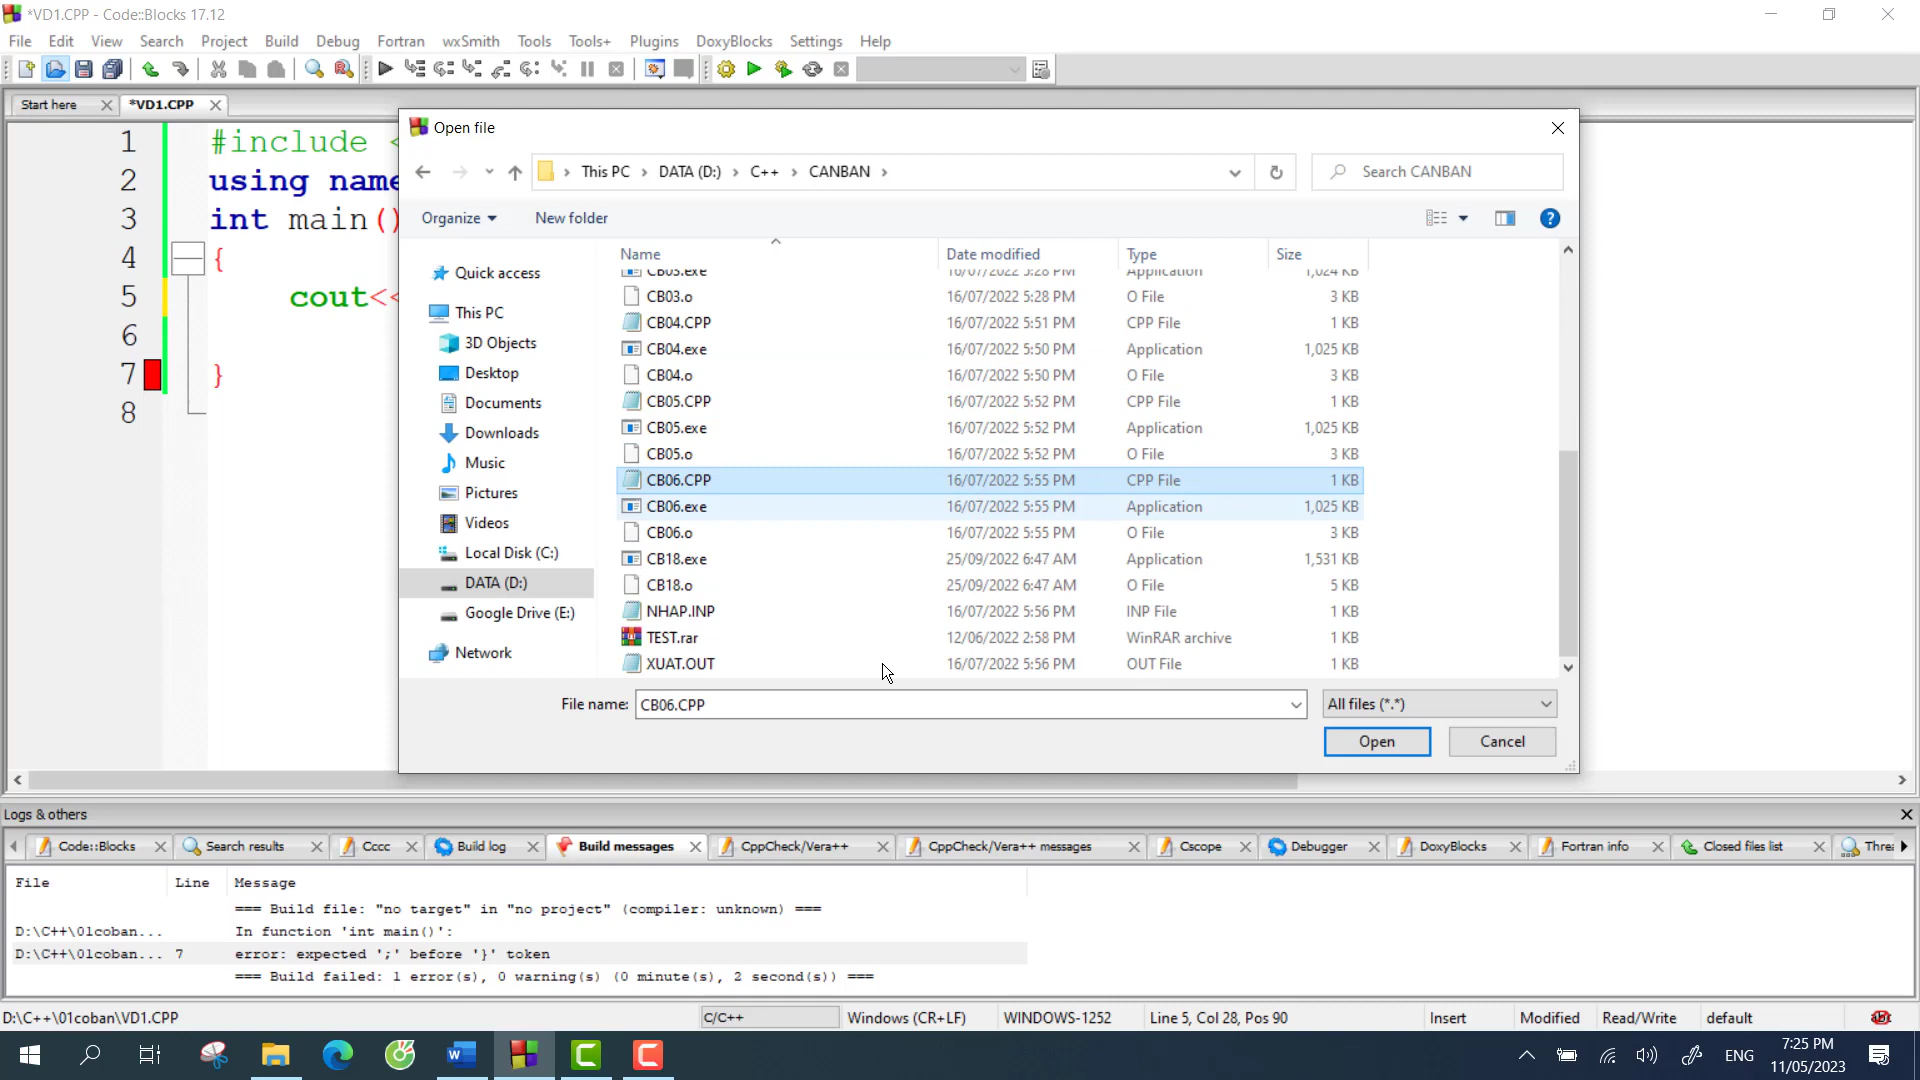 *VD1.CPP - Code::Blocks 17.12
File Edit View Search Project Build Debug Fortran wxSmith Tools Tools+ Plugins DoxyBlocks Settings Help
Start here *VD1.CPP
1 #include <
2 using name
3 int main()
4 {
5 cout<<
6
7 }
8
Open file
This PC DATA (D:) C++ CANBAN
Search CANBAN
Organize New folder
Quick access
This PC
3D Objects
Desktop
Documents
Downloads
Music
Pictures
Videos
Local Disk (C:)
DATA (D:)
Google Drive (E:)
Network
Name Date modified Type Size
CB03.exe 16/07/2022 5:28 PM Application 1,024 KB
CB03.o 16/07/2022 5:28 PM O File 3 KB
CB04.CPP 16/07/2022 5:51 PM CPP File 1 KB
CB04.exe 16/07/2022 5:50 PM Application 1,025 KB
CB04.o 16/07/2022 5:50 PM O File 3 KB
CB05.CPP 16/07/2022 5:52 PM CPP File 1 KB
CB05.exe 16/07/2022 5:52 PM Application 1,025 KB
CB05.o 16/07/2022 5:52 PM O File 3 KB
CB06.CPP 16/07/2022 5:55 PM CPP File 1 KB
CB06.exe 16/07/2022 5:55 PM Application 1,025 KB
CB06.o 16/07/2022 5:55 PM O File 3 KB
CB18.exe 25/09/2022 6:47 AM Application 1,531 KB
CB18.o 25/09/2022 6:47 AM O File 5 KB
NHAP.INP 16/07/2022 5:56 PM INP File 1 KB
TEST.rar 12/06/2022 2:58 PM WinRAR archive 1 KB
XUAT.OUT 16/07/2022 5:56 PM OUT File 1 KB
File name: CB06.CPP All files (*.*)
Open Cancel
Logs & others
Code::Blocks Search results Cccc Build log Build messages CppCheck/Vera++ CppCheck/Vera++ messages Cscope Debugger DoxyBlocks Fortran info Closed files list Threa
File Line Message
=== Build file: "no target" in "no project" (compiler: unknown) ===
D:\C++\01coban... In function 'int main()':
D:\C++\01coban... 7 error: expected ';' before '}' token
=== Build failed: 1 error(s), 0 warning(s) (0 minute(s), 2 second(s)) ===
D:\C++\01coban\VD1.CPP C/C++ Windows (CR+LF) WINDOWS-1252 Line 5, Col 28, Pos 90 Insert Modified Read/Write default
ENG 7:25 PM
11/05/2023